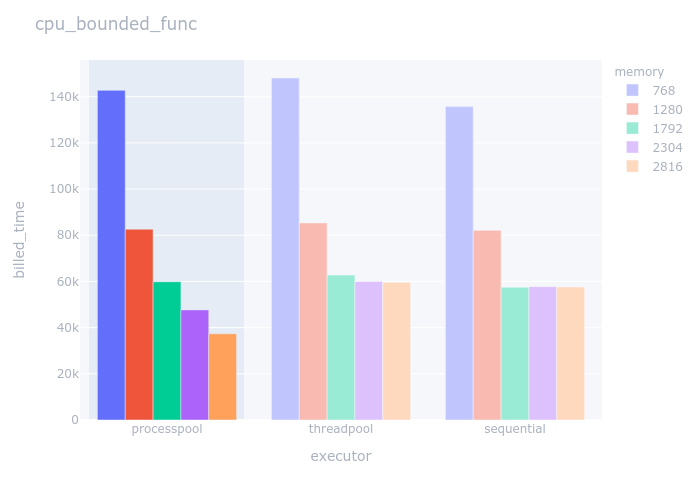 cpu_bounded_func
billed_time
140k
120k
100k
80k
60k
40k
20k
0
processpool
threadpool
sequential
executor
memory
768
1280
1792
2304
2816